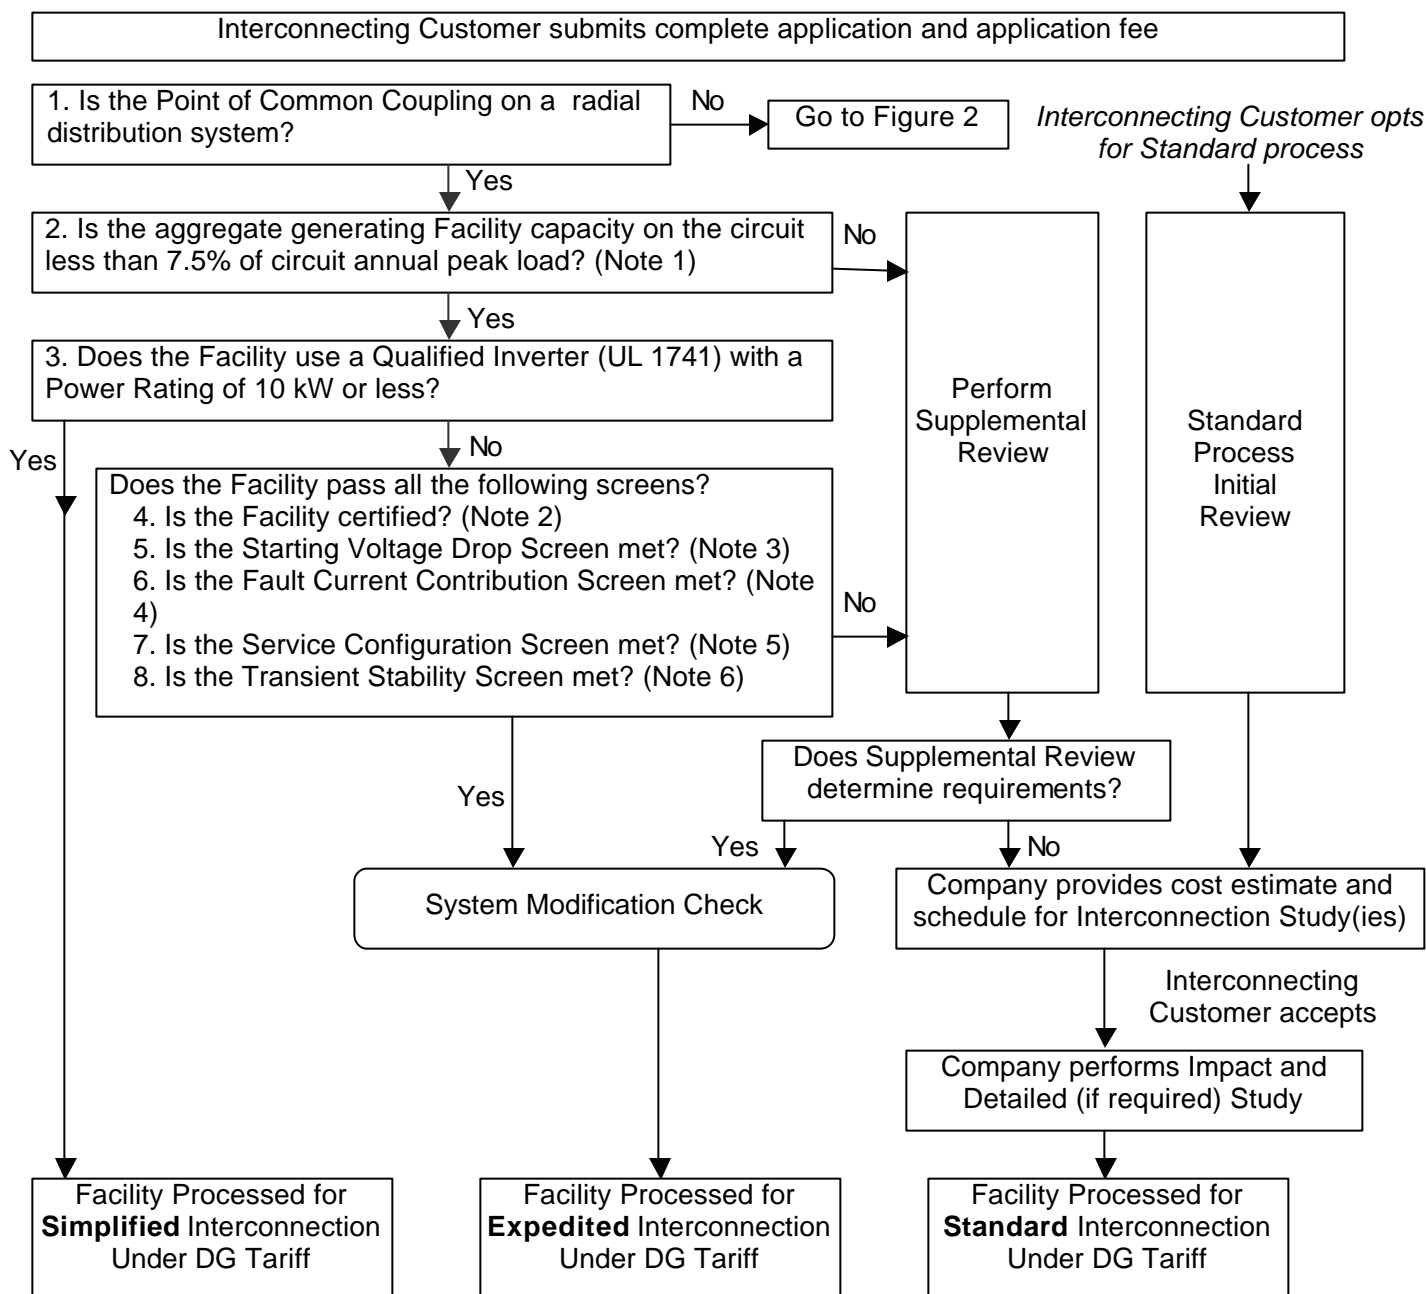 Interconnecting Customer submits complete application and application fee
1. Is the Point of Common Coupling on a radial
distribution system?
No
Go to Figure 2
Interconnecting Customer opts
for Standard process
Yes
2. Is the aggregate generating Facility capacity on the circuit
less than 7.5% of circuit annual peak load? (Note 1)
No
Yes
3. Does the Facility use a Qualified Inverter (UL 1741) with a
Power Rating of 10 kW or less?
Perform
Supplemental
Review
Standard
Process
Initial
Review
Yes
No
Does the Facility pass all the following screens?
4. Is the Facility certified? (Note 2)
5. Is the Starting Voltage Drop Screen met? (Note 3)
6. Is the Fault Current Contribution Screen met? (Note
4)
7. Is the Service Configuration Screen met? (Note 5)
8. Is the Transient Stability Screen met? (Note 6)
No
Does Supplemental Review
determine requirements?
Yes
Yes
No
System Modification Check
Company provides cost estimate and
schedule for Interconnection Study(ies)
Interconnecting
Customer accepts
Company performs Impact and
Detailed (if required) Study
Facility Processed for
Simplified Interconnection
Under DG Tariff
Facility Processed for
Expedited Interconnection
Under DG Tariff
Facility Processed for
Standard Interconnection
Under DG Tariff